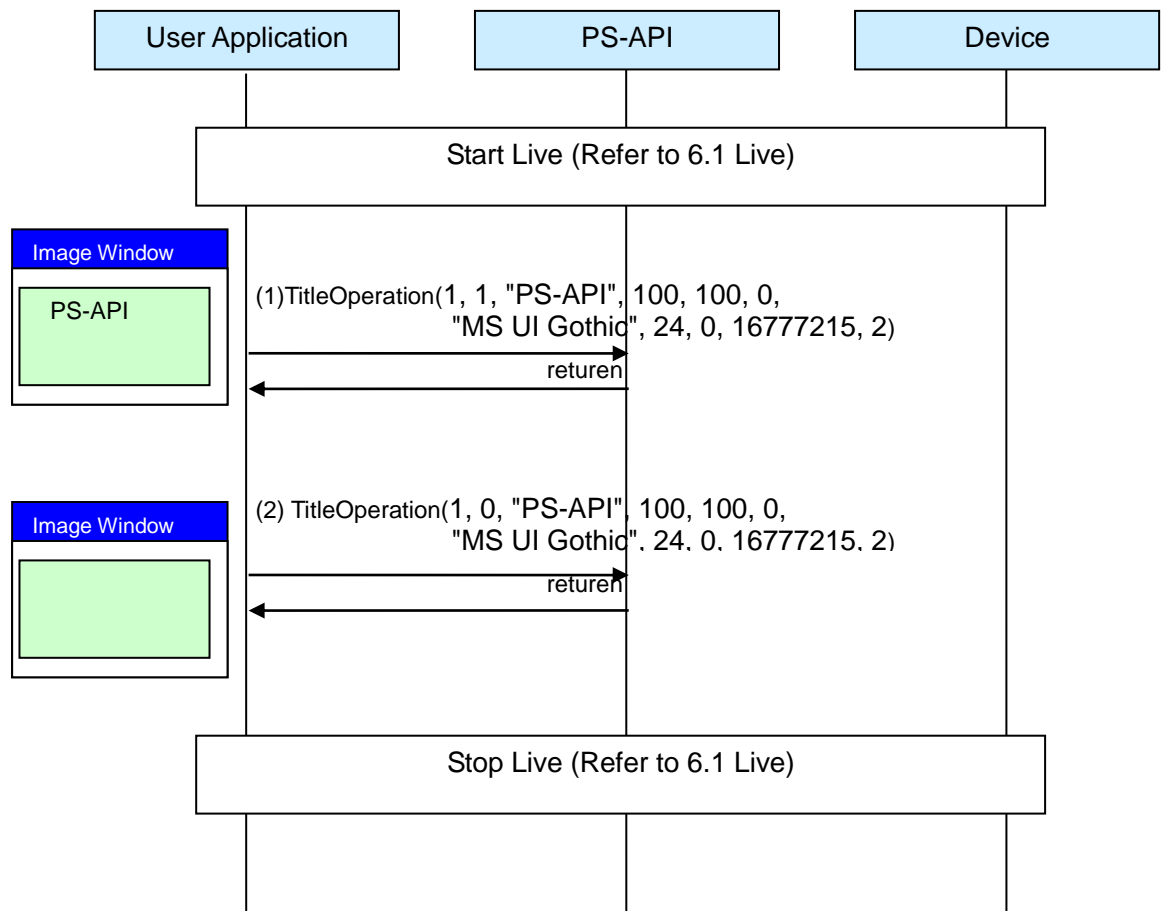 User Application
PS-API
Device
Start Live (Refer to 6.1 Live)
Image Window
PS-API
(1)TitleOperation(1, 1, "PS-API", 100, 100, 0,
"MS UI Gothic", 24, 0, 16777215, 2)
returen
Image Window
(2) TitleOperation(1, 0, "PS-API", 100, 100, 0,
"MS UI Gothic", 24, 0, 16777215, 2)
returen
Stop Live (Refer to 6.1 Live)